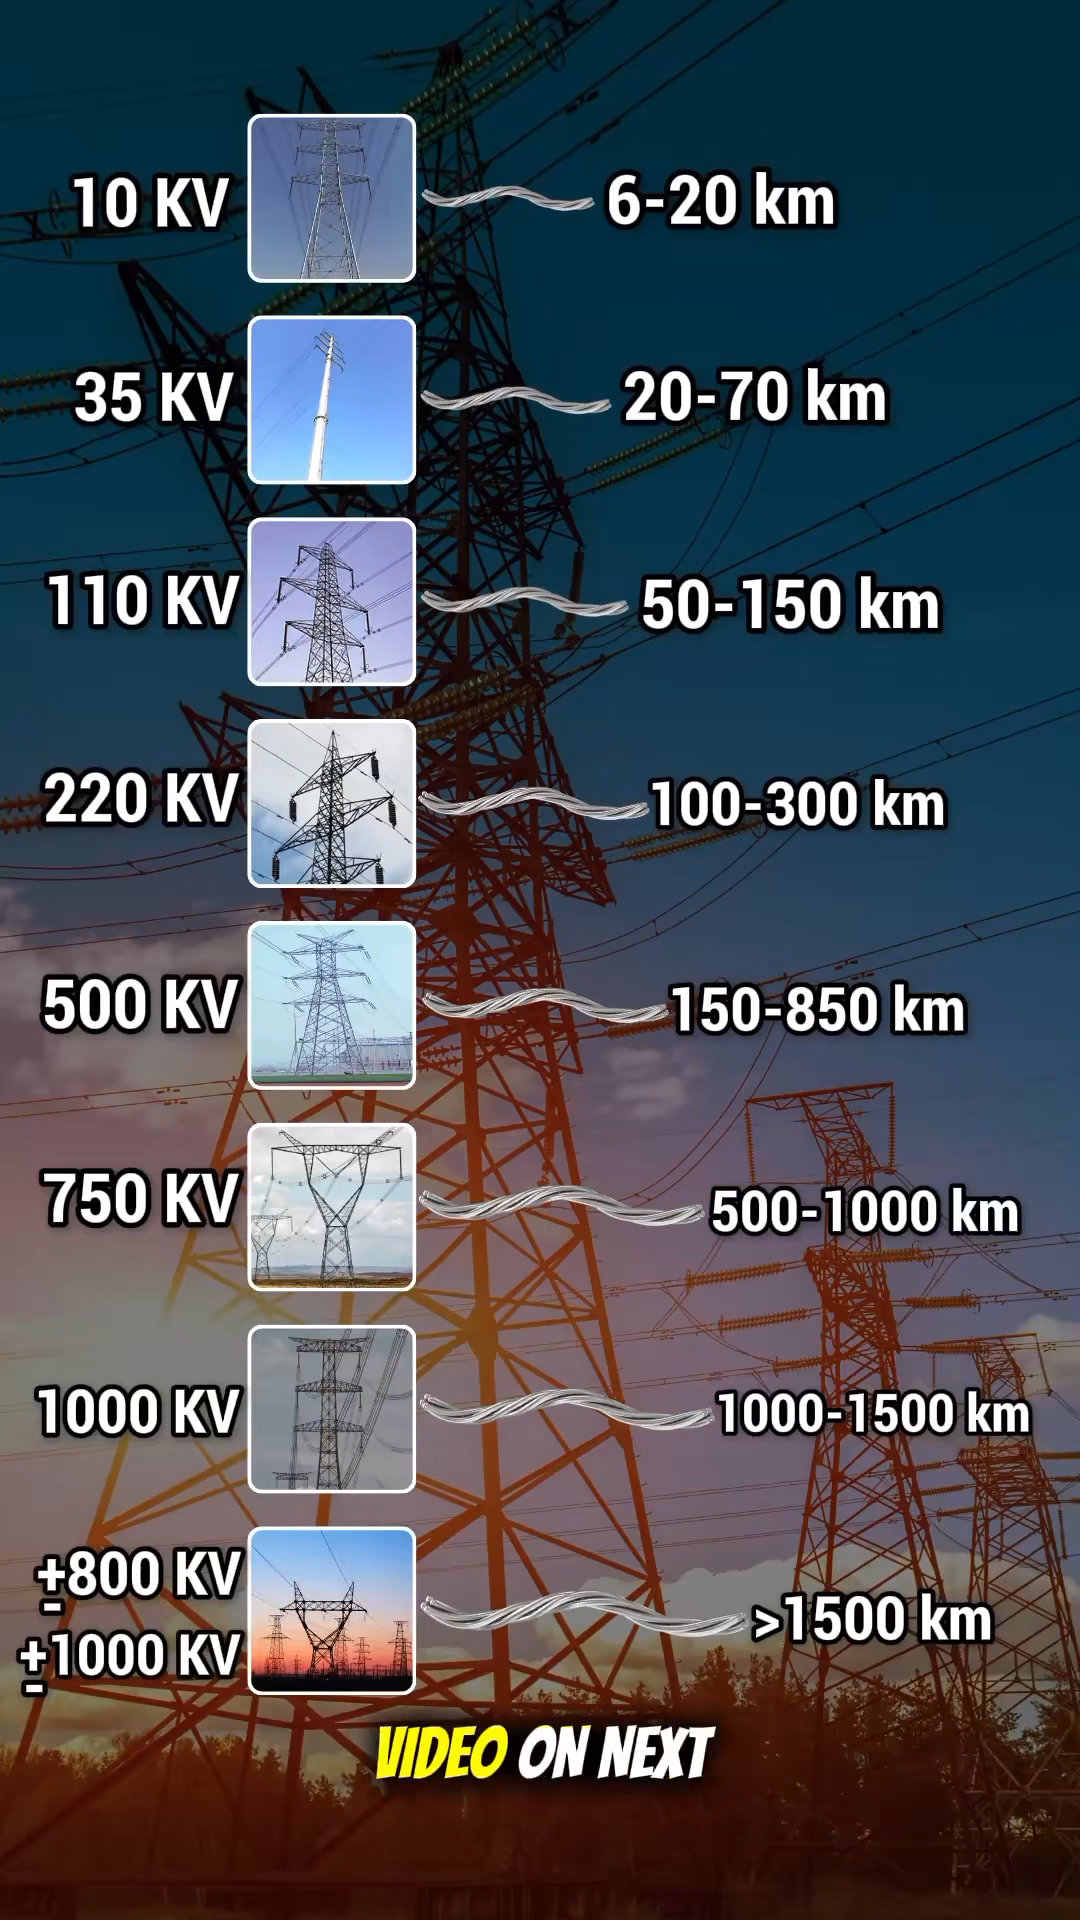 10 KV 6-20 km
35 KV 20-70 km
110 KV 50-150 km
220 KV 100-300 km
500 KV 150-850 km
750 KV 500-1000 km
1000 KV 1000-1500 km
±800 KV
±1000 KV
>1500 km
VIDEO ON NEXT